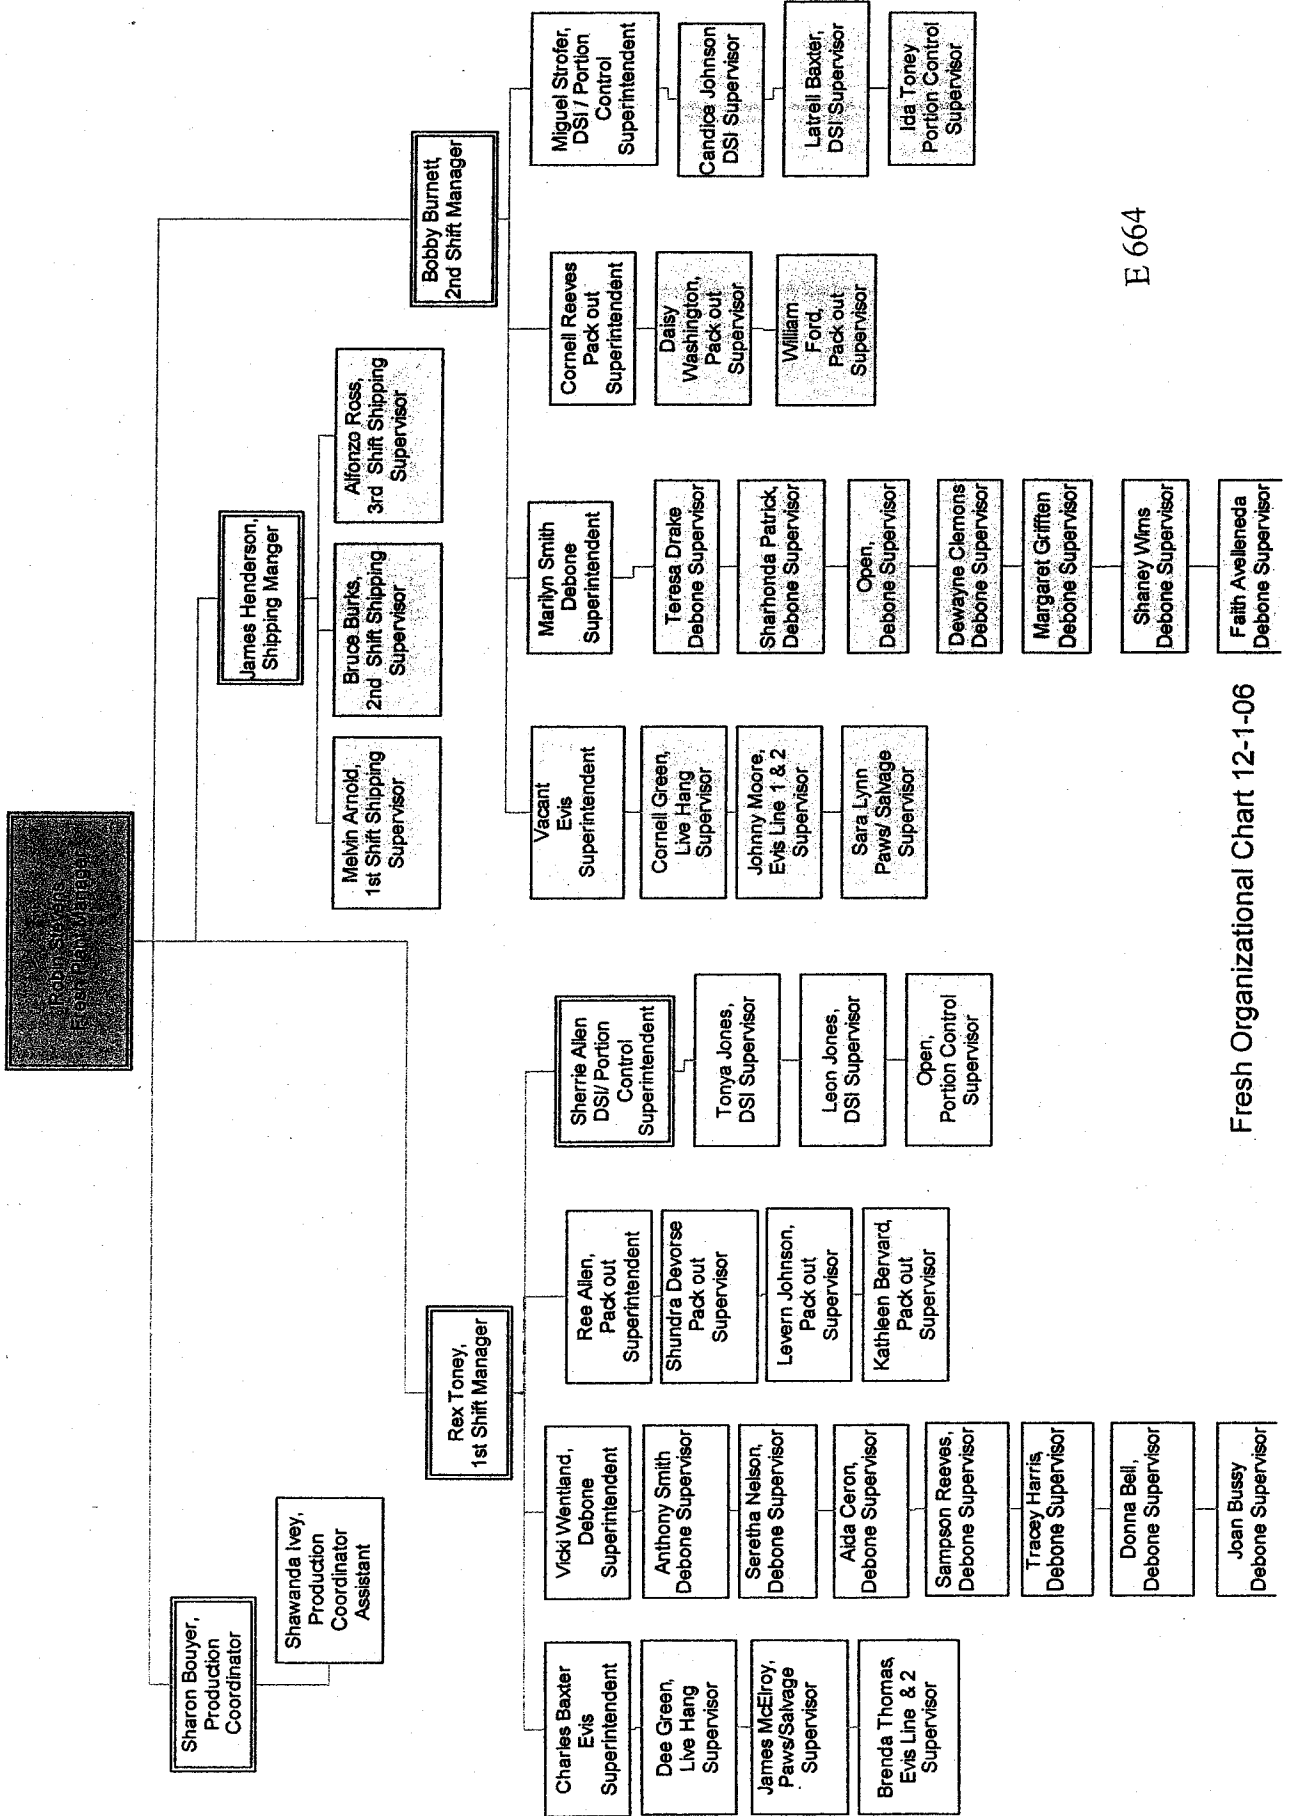 Robin Stevens
Fresh Plant Manager
Sharon Bouyer,
Production
Coordinator
Shawanda Ivey,
Production
Coordinator
Assistant
James Henderson,
Shipping Manger
Melvin Arnold,
1st Shift Shipping
Supervisor
Bruce Burks,
2nd Shift Shipping
Supervisor
Alfonzo Ross,
3rd Shift Shipping
Supervisor
Rex Toney,
1st Shift Manager
Charles Baxter
Evis
Superintendent
Dee Green,
Live Hang
Supervisor
James McElroy,
Paws/Salvage
Supervisor
Brenda Thomas,
Evis Line & 2
Supervisor
Vicki Wentland,
Debone
Superintendent
Anthony Smith
Debone Supervisor
Seretha Nelson,
Debone Supervisor
Aida Ceron,
Debone Supervisor
Sampson Reeves,
Debone Supervisor
Tracey Harris,
Debone Supervisor
Donna Bell,
Debone Supervisor
Joan Bussy
Debone Supervisor
Ree Allen,
Pack out
Superintendent
Shundra Devorse
Pack out
Supervisor
Levern Johnson,
Pack out
Supervisor
Kathleen Bervard,
Pack out
Supervisor
Sherrie Allen
DSI/ Portion
Control
Superintendent
Tonya Jones,
DSI Supervisor
Leon Jones,
DSI Supervisor
Open,
Portion Control
Supervisor
Bobby Burnett,
2nd Shift Manager
Vacant
Evis
Superintendent
Cornell Green,
Live Hang
Supervisor
Johnny Moore,
Evis Line 1 & 2
Supervisor
Sara Lynn
Paws/ Salvage
Supervisor
Marilyn Smith
Debone
Superintendent
Teresa Drake
Debone Supervisor
Sharhonda Patrick,
Debone Supervisor
Open,
Debone Supervisor
Dewayne Clemons
Debone Supervisor
Margaret Grifften
Debone Supervisor
Shaney Wims
Debone Supervisor
Faith Avelleneda
Debone Supervisor
Cornell Reeves
Pack out
Superintendent
Daisy
Washington,
Pack out
Supervisor
William
Ford,
Pack out
Supervisor
Miguel Strofer,
DSI / Portion
Control
Superintendent
Candice Johnson
DSI Supervisor
Latrell Baxter,
DSI Supervisor
Ida Toney
Portion Control
Supervisor
Fresh Organizational Chart 12-1-06
E 664